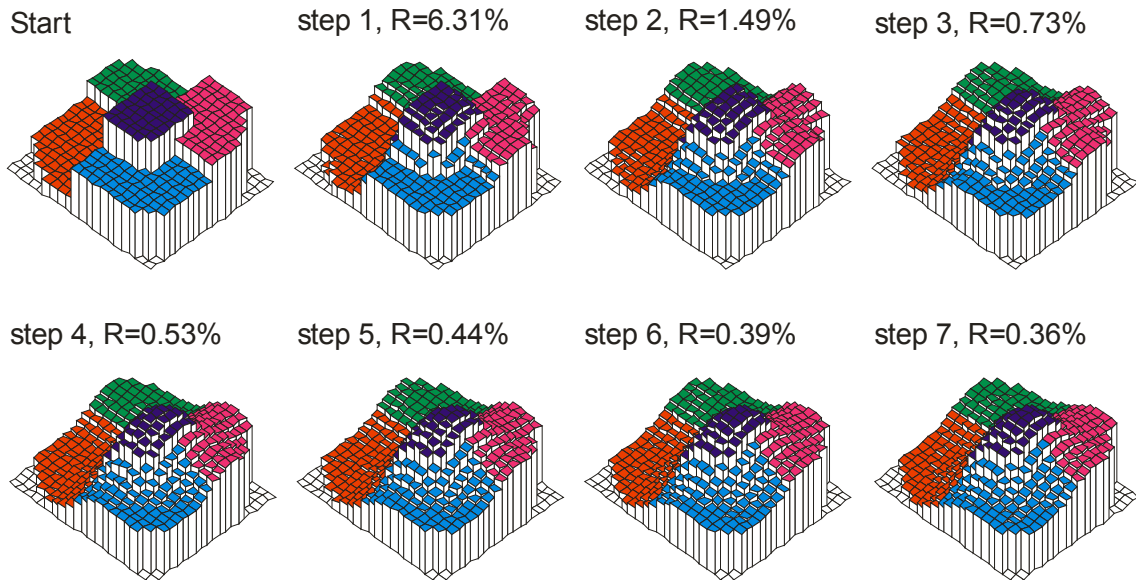 Start
step 1, R=6.31%
step 2, R=1.49%
step 3, R=0.73%
step 4, R=0.53%
step 5, R=0.44%
step 6, R=0.39%
step 7, R=0.36%